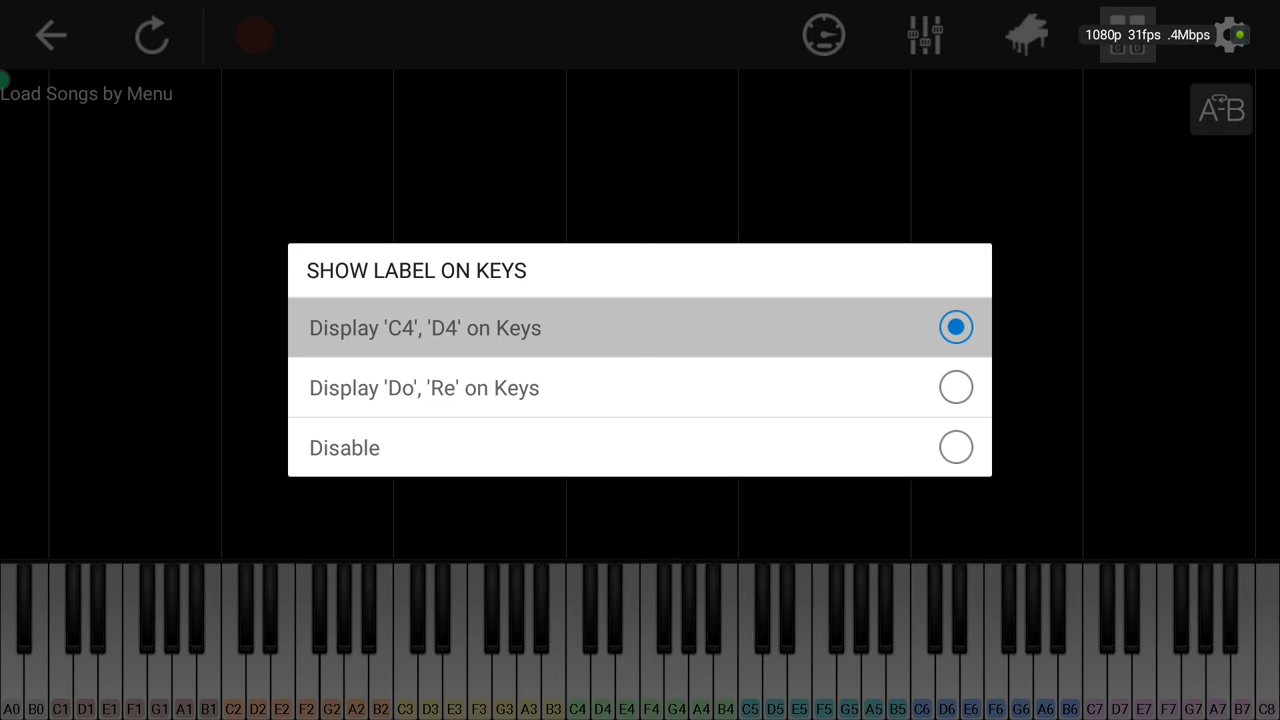 1080p 31fps .4Mbps
C D
Load Songs by Menu
A-B
SHOW LABEL ON KEYS
Display 'C4', 'D4' on Keys
Display 'Do', 'Re' on Keys
Disable
A0 B0 C1 D1 E1 F1 G1 A1 B1 C2 D2 E2 F2 G2 A2 B2 C3 D3 E3 F3 G3 A3 B3 C4 D4 E4 F4 G4 A4 B4 C5 D5 E5 F5 G5 A5 B5 C6 D6 E6 F6 G6 A6 B6 C7 D7 E7 F7 G7 A7 B7 C8